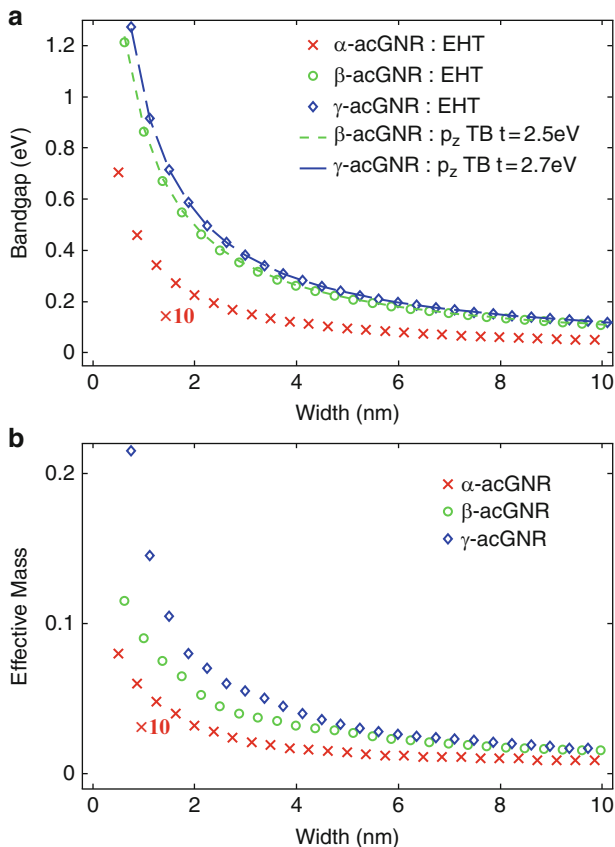 a
α-acGNR : EHT
β-acGNR : EHT
γ-acGNR : EHT
β-acGNR : pz TB t=2.5eV
γ-acGNR : pz TB t=2.7eV
×10
1.2
1
0.8
0.6
0.4
0.2
0
Bandgap (eV)
0 2 4 6 8 10
Width (nm)
b
α-acGNR
β-acGNR
γ-acGNR
×10
0.2
0.1
0
Effective Mass
0 2 4 6 8 10
Width (nm)